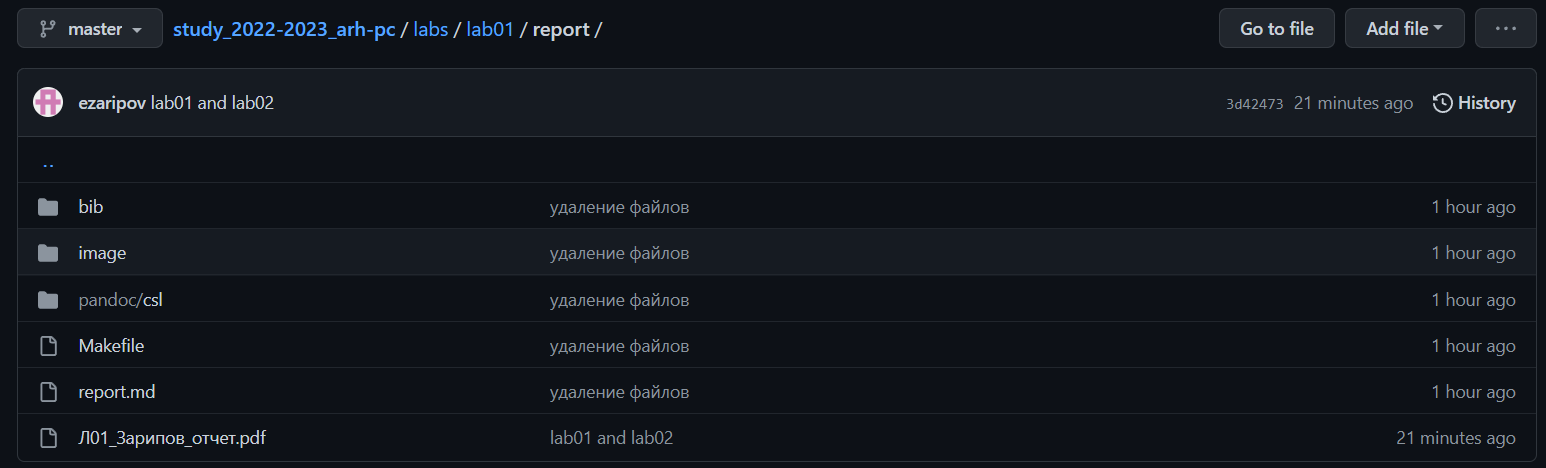 master study_2022-2023_arh-pc / labs / lab01 / report / Go to file Add file ...
ezaripov lab01 and lab02 3d42473 21 minutes ago History
..
bib удаление файлов 1 hour ago
image удаление файлов 1 hour ago
pandoc/csl удаление файлов 1 hour ago
Makefile удаление файлов 1 hour ago
report.md удаление файлов 1 hour ago
Л01_Зарипов_отчет.pdf lab01 and lab02 21 minutes ago